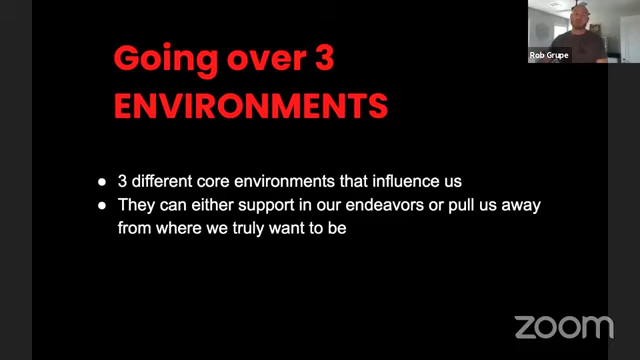 Going over 3
ENVIRONMENTS
● 3 different core environments that influence us
● They can either support in our endeavors or pull us away
from where we truly want to be
Rob Grupe
zoom